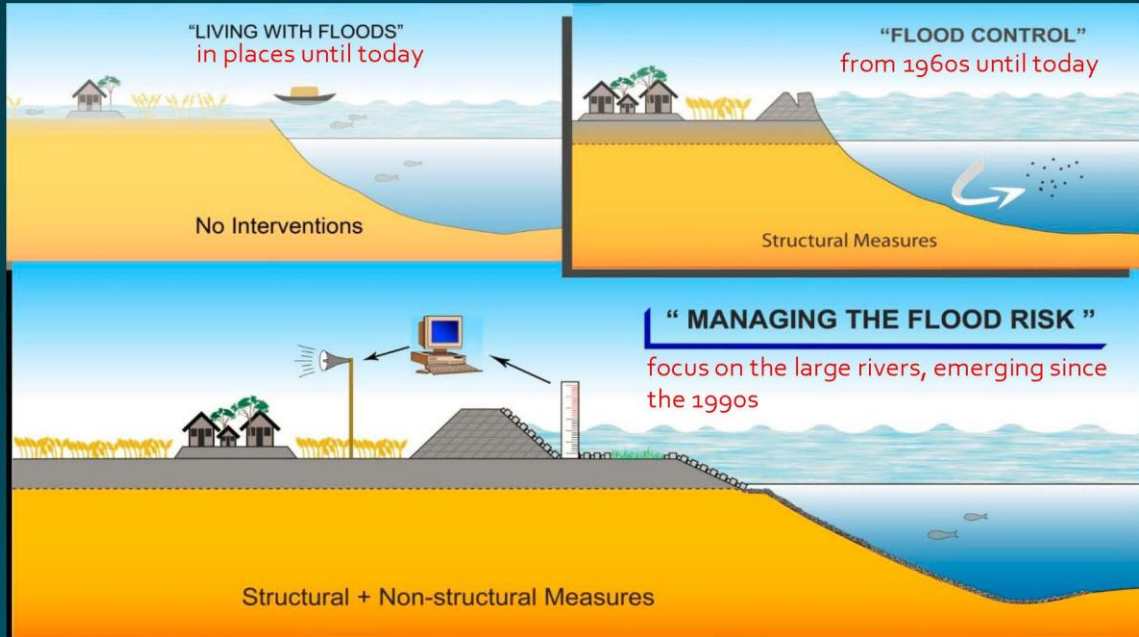 "LIVING WITH FLOODS"
in places until today
No Interventions
"FLOOD CONTROL"
from 1960s until today
Structural Measures
" MANAGING THE FLOOD RISK "
focus on the large rivers, emerging since
the 1990s
Structural + Non-structural Measures